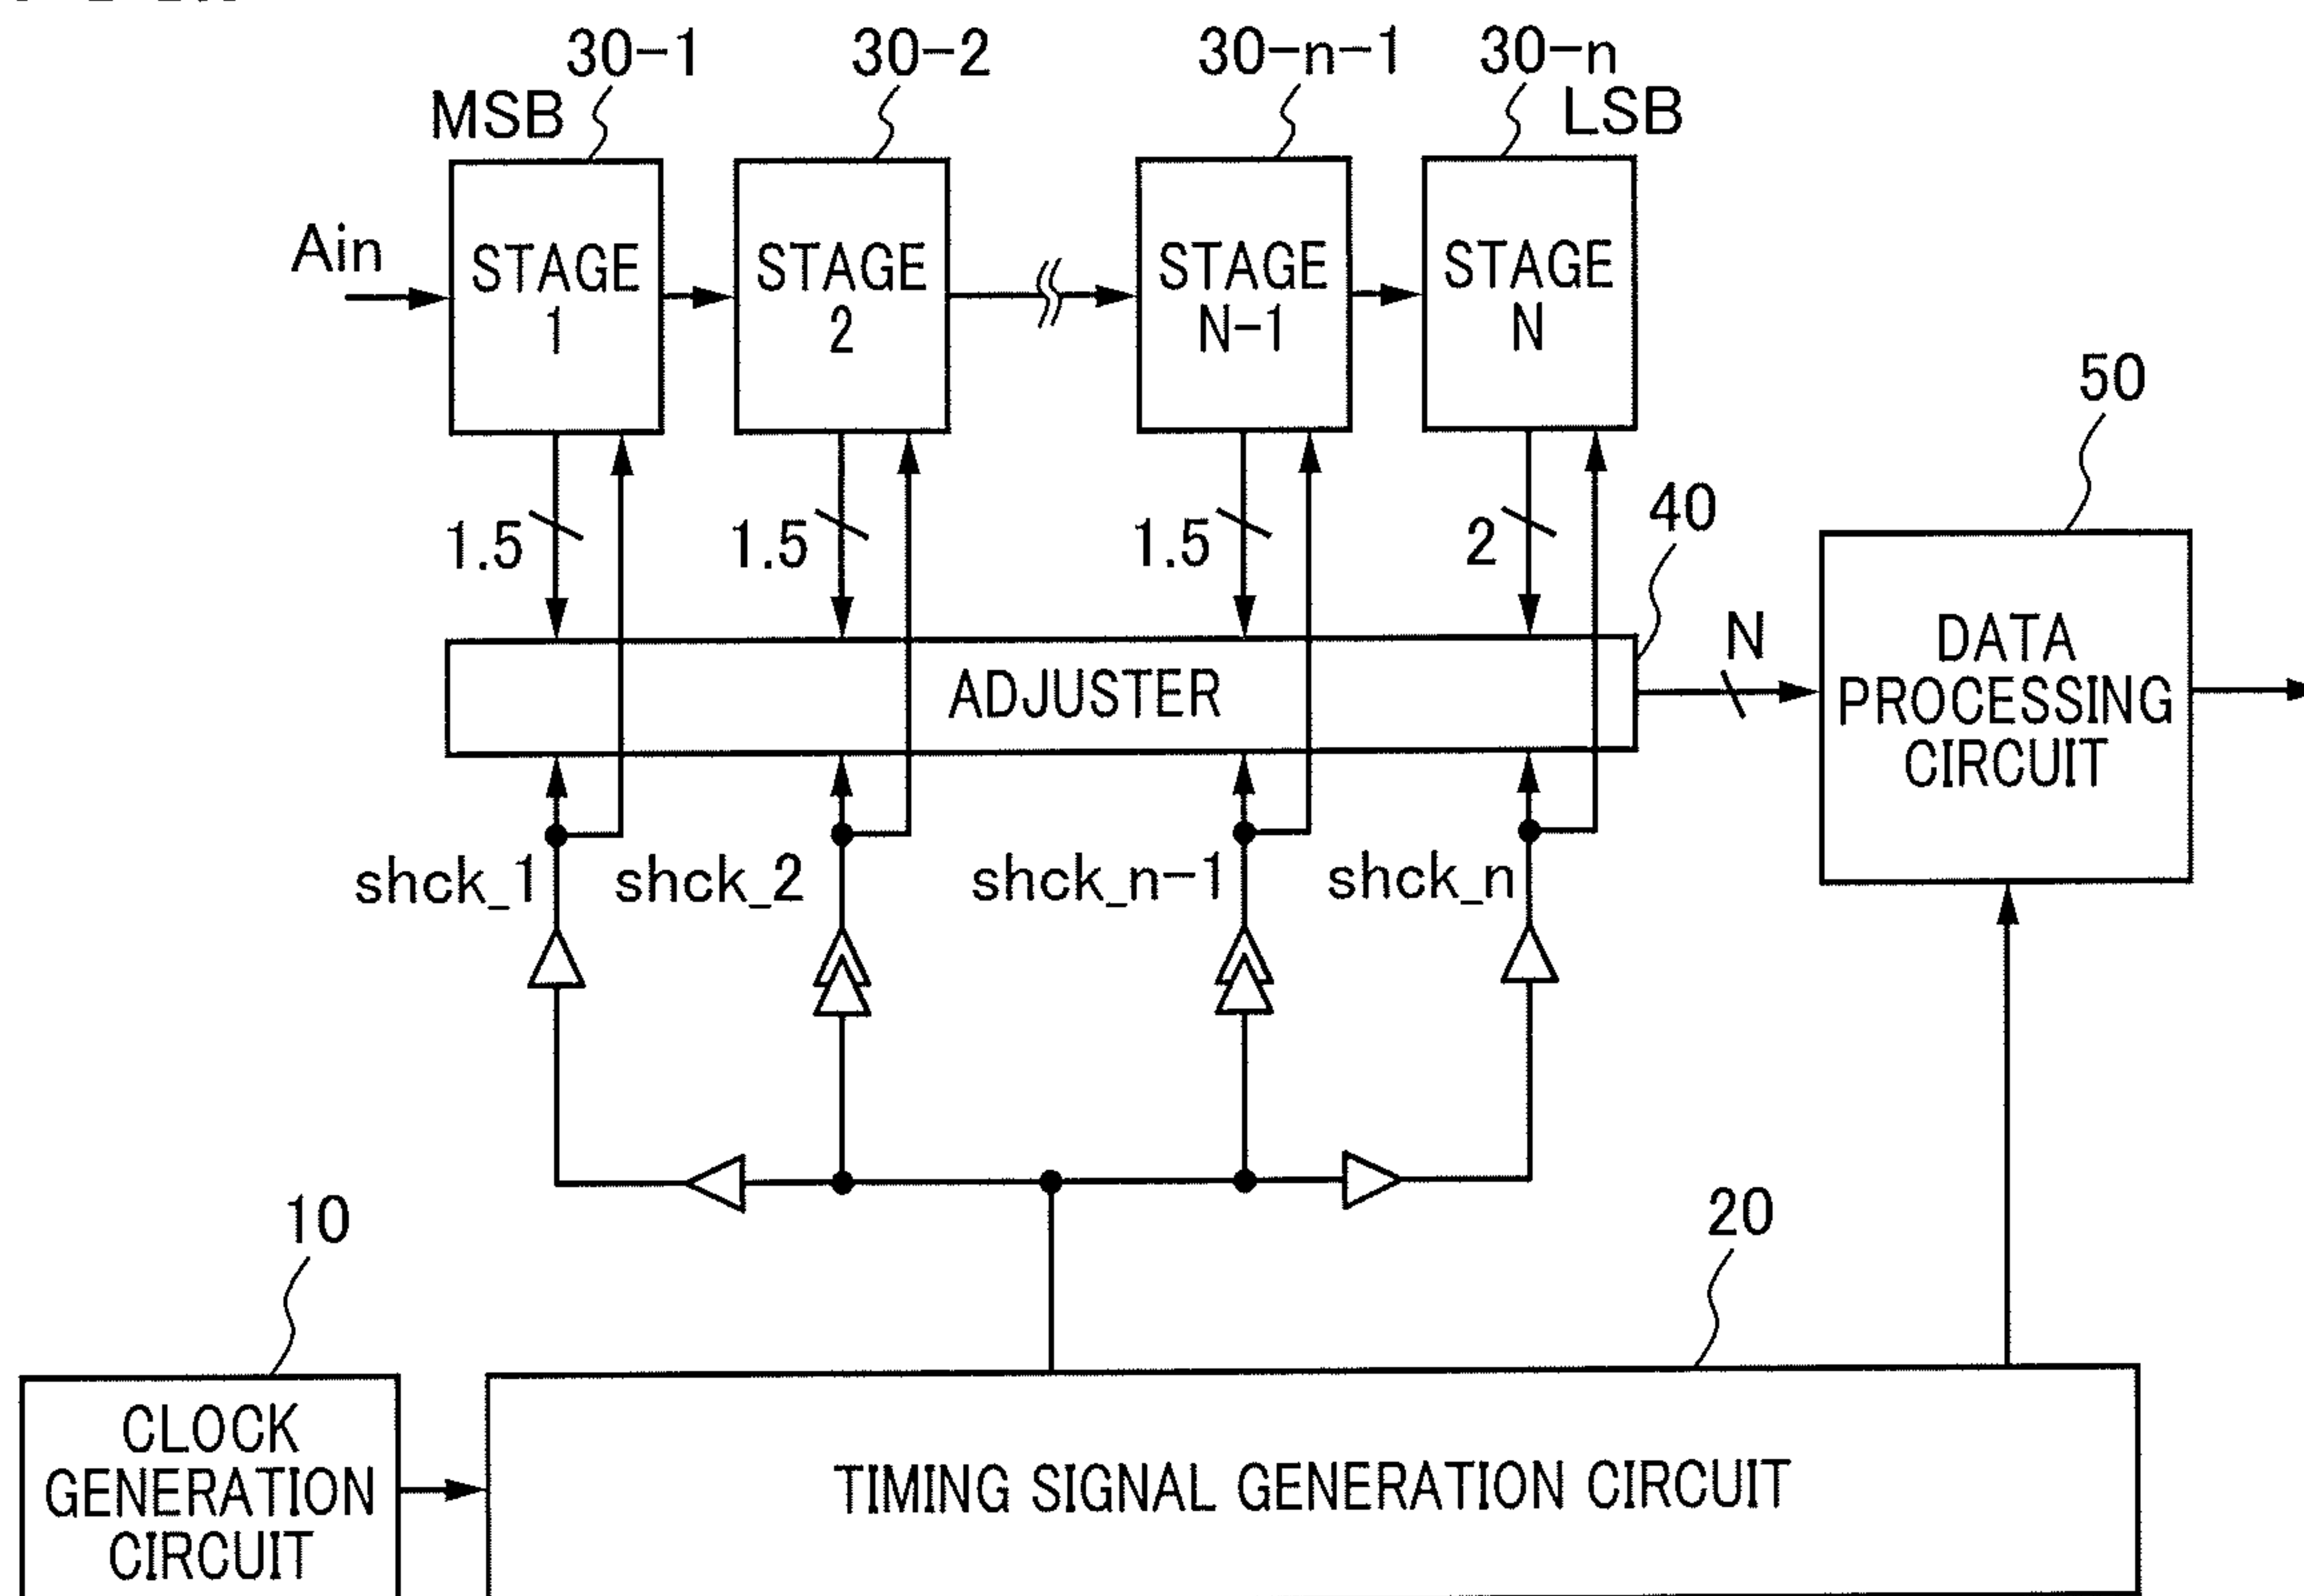 30-1
30-2
30-n-1
30-n
MSB
LSB
Ain
STAGE
1
STAGE
2
STAGE
N-1
STAGE
N
50
1.5
1.5
1.5
2
40
N
ADJUSTER
DATA
PROCESSING
CIRCUIT
shck_1
shck_2
shck_n-1
shck_n
10
20
CLOCK
GENERATION
CIRCUIT
TIMING SIGNAL GENERATION CIRCUIT